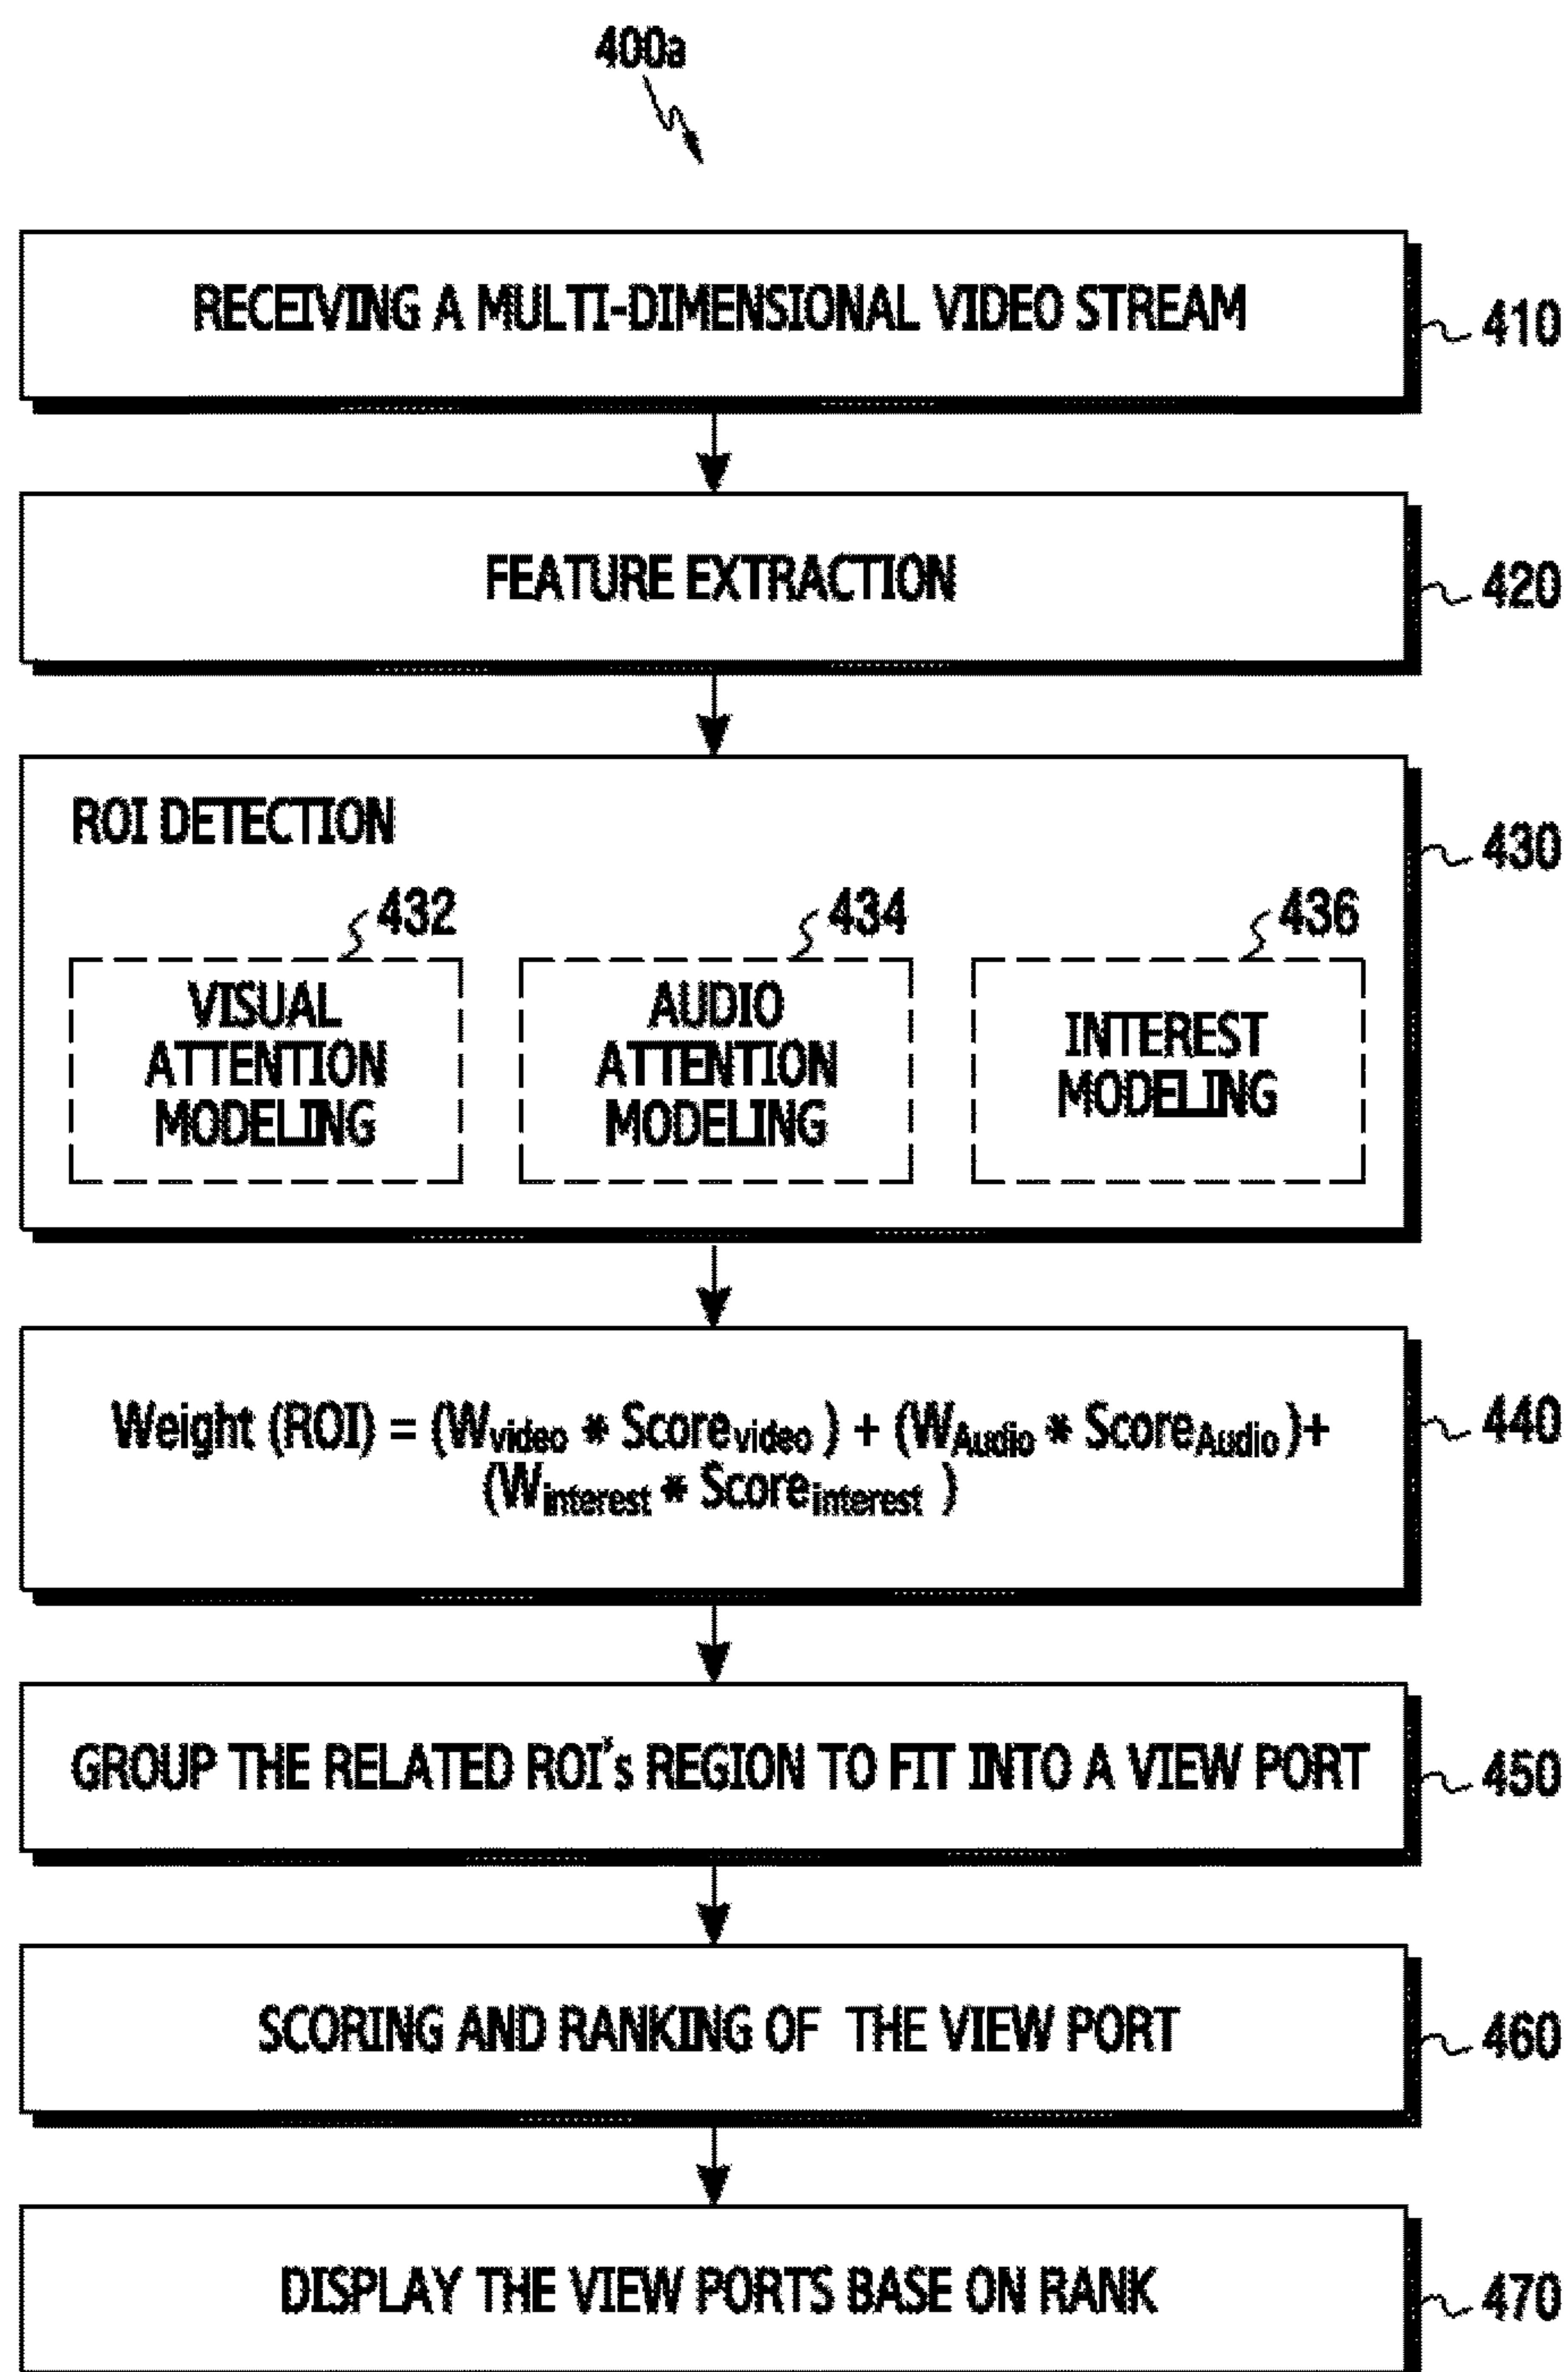 400a
RECEIVING A MULTI-DIMENSIONAL VIDEO STREAM
410
FEATURE EXTRACTION
420
ROI DETECTION
430
432
VISUAL
ATTENTION
MODELING
434
AUDIO
ATTENTION
MODELING
436
INTEREST
MODELING
Weight (ROI) = (Wvideo * Scorevideo ) + (WAudio * ScoreAudio)+
(Winterest * Scoreinterest )
440
GROUP THE RELATED ROI's REGION TO FIT INTO A VIEW PORT
450
SCORING AND RANKING OF THE VIEW PORT
460
DISPLAY THE VIEW PORTS BASE ON RANK
470